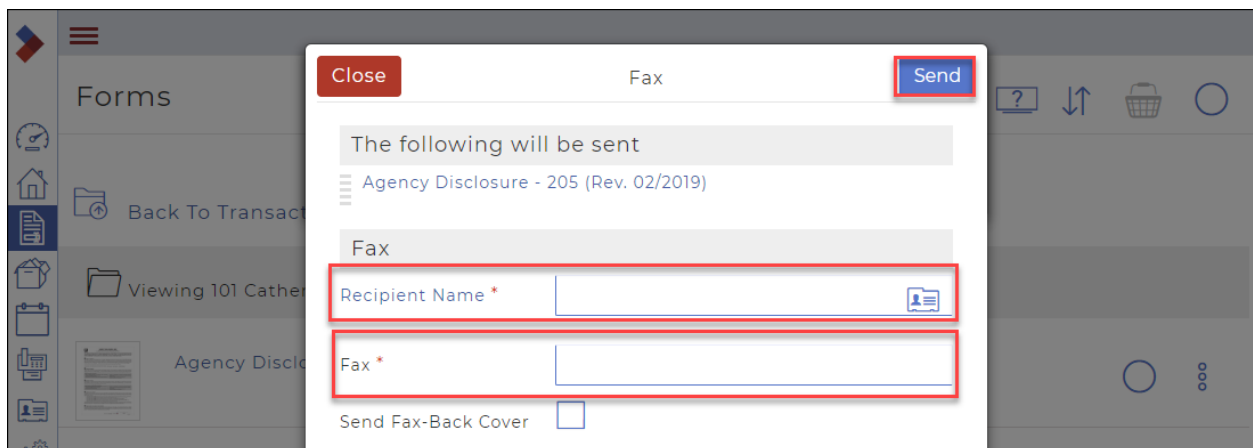 Close
Fax
Send
Forms
?
The following will be sent
Agency Disclosure - 205 (Rev. 02/2019)
Back To Transact
Fax
Viewing 101 Cather
Recipient Name *
Agency Disclo
Fax *
Send Fax-Back Cover